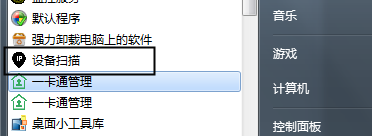 默认程序
强力卸载电脑上的软件
IP 设备扫描
一卡通管理
一卡通管理
桌面小工具库
音乐
游戏
计算机
控制面板